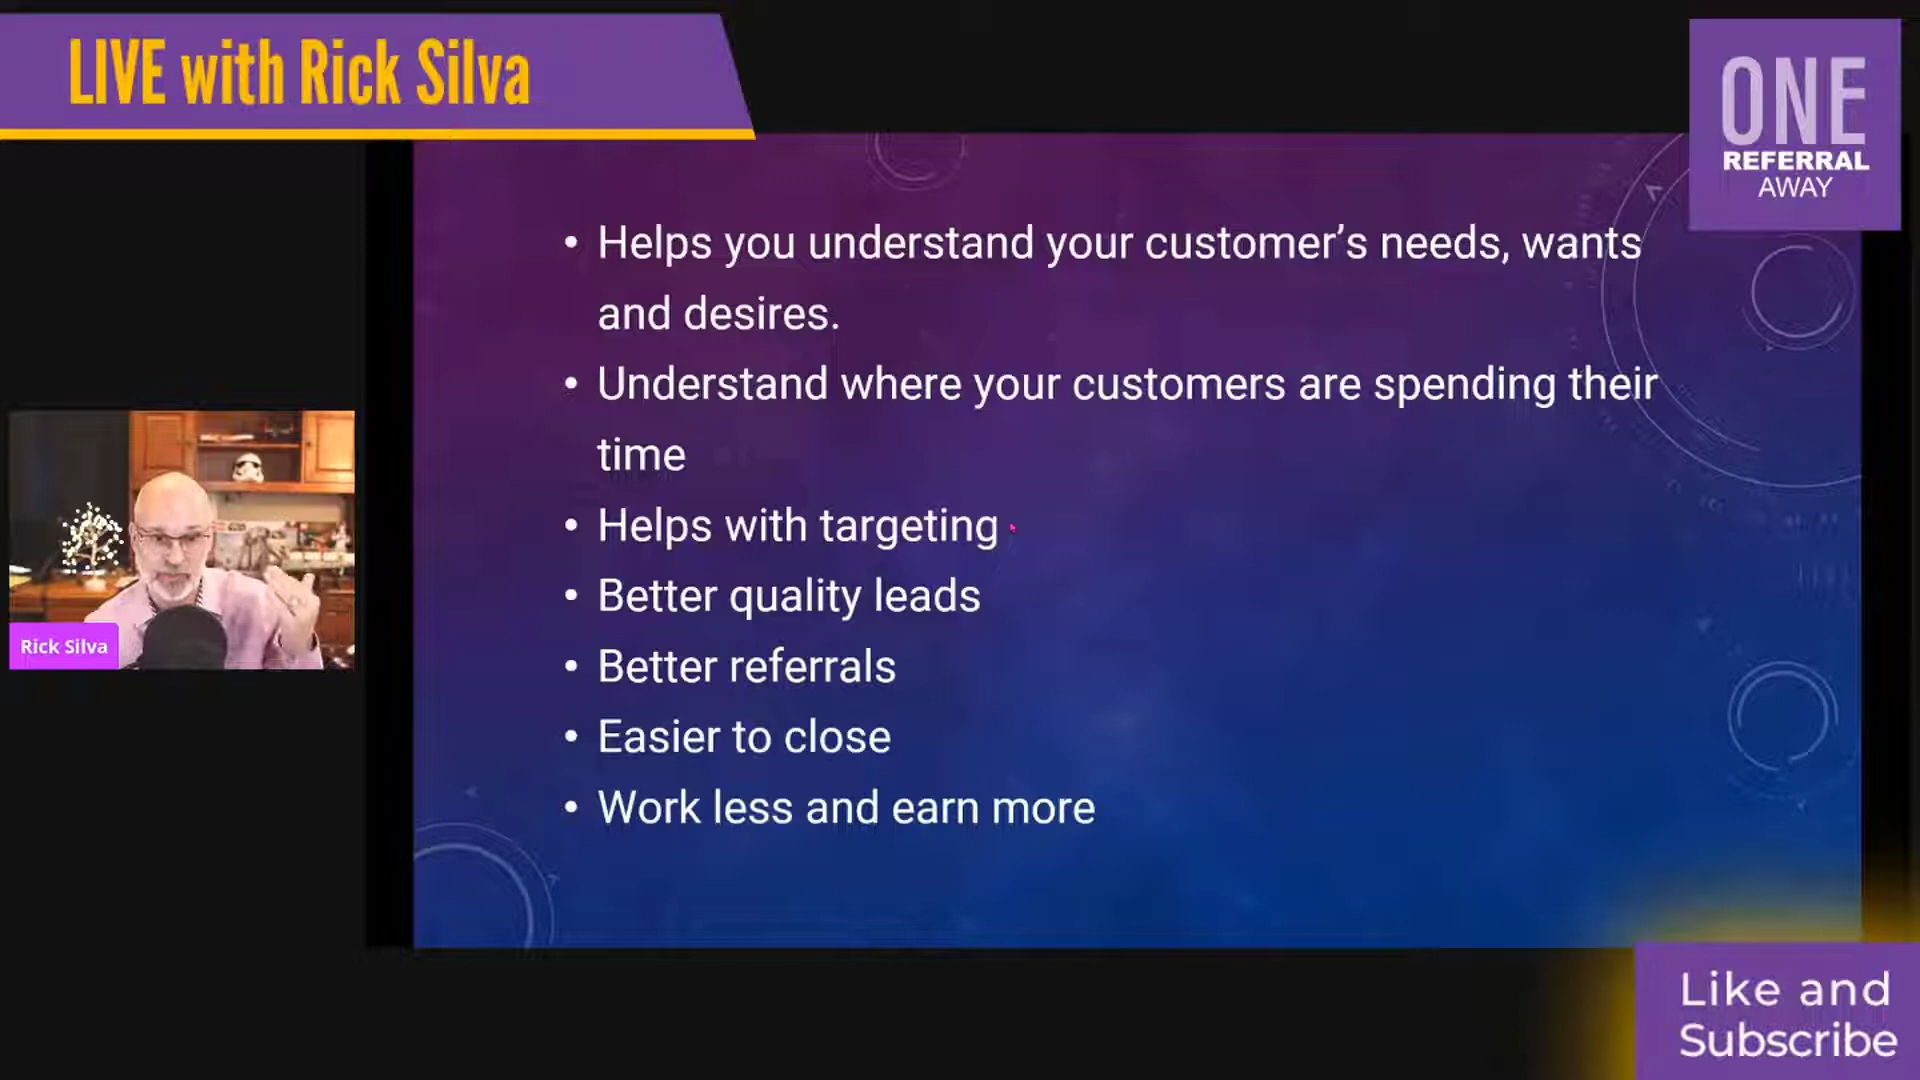 LIVE with Rick Silva
ONE
REFERRAL
AWAY
• Helps you understand your customer’s needs, wants
and desires.
• Understand where your customers are spending their
time
• Helps with targeting
• Better quality leads
• Better referrals
• Easier to close
• Work less and earn more
Rick Silva
Like and
Subscribe